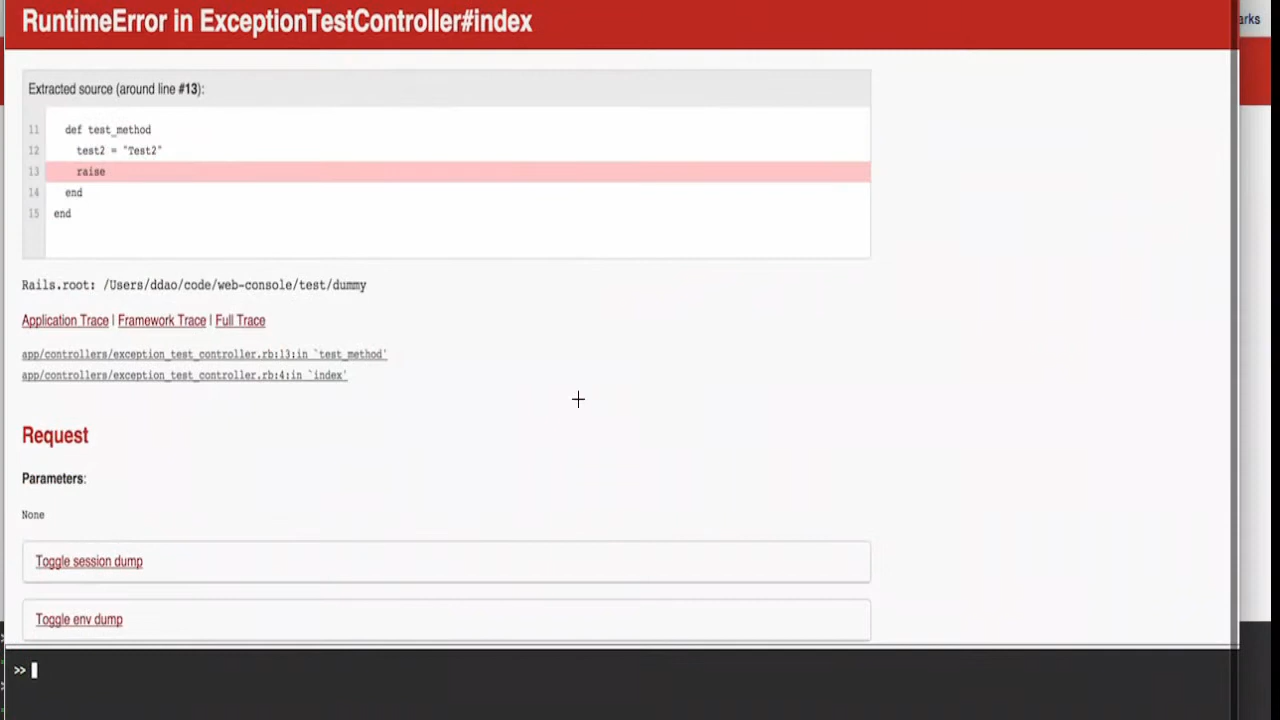 RuntimeError in ExceptionTestController#index
arks
Extracted source (around line #13):
11 def test_method
12 test2 = "Test2"
13 raise
14 end
15 end
Rails.root: /Users/ddao/code/web-console/test/dummy
Application Trace | Framework Trace | Full Trace
app/controllers/exception_test_controller.rb:13:in `test_method'
app/controllers/exception_test_controller.rb:4:in `index'
Request
Parameters:
None
Toggle session dump
Toggle env dump
>>